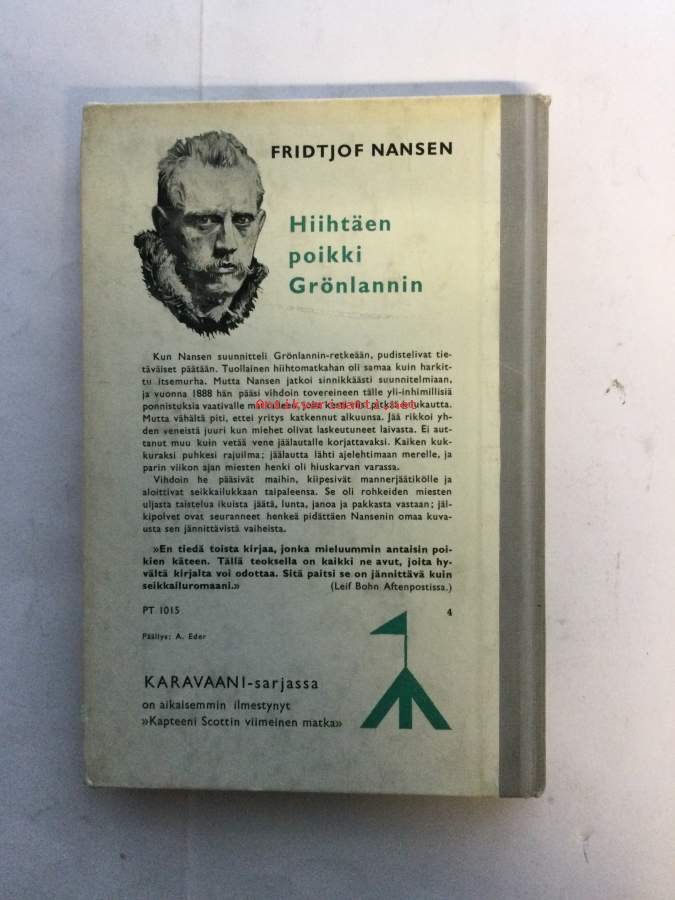 FRIDTJOF NANSEN
Hiihtäen
poikki
Grönlannin
Kun Nansen suunnitteli Grönlannin-retkeään, pudistelivat tie-
täväiset päätään. Tuollainen hiihtomatkahan oli samaa kuin harkit-
tu itsemurha. Mutta Nansen jatkoi sinnikkäästi suunnitelmiaan,
ja vuonna 1888 hän pääsi vihdoin tovereineen tälle yli-inhimillisiä
ponnistuksia vaativalle matkalleen, joka kesti viisi pitkää kuukautta.
Mutta vähältä piti, ettei yritys katkennut alkuunsa. Jää rikkoi yh-
den veneistä juuri kun miehet olivat laskeutuneet laivasta. Ei aut-
tanut muu kuin vetää vene jäälautalle korjattavaksi. Kaiken kuk-
kuraksi puhkesi rajuilma; jäälautta lähti ajelehtimaan merelle, ja
parin viikon ajan miesten henki oli hiuskarvan varassa.
Vihdoin he pääsivät maihin, kiipesivät mannerjäätikölle ja
aloittivat seikkailukkaan taipaleensa. Se oli rohkeiden miesten
uljasta taistelua ikuista jäätä, lunta, janoa ja pakkasta vastaan; jäl-
kipolvet ovat seuranneet henkeä pidättäen Nansenin omaa kuva-
usta sen jännittävistä vaiheista.
»En tiedä toista kirjaa, jonka mieluummin antaisin poi-
kien käteen. Tällä teoksella on kaikki ne avut, joita hy-
vältä kirjalta voi odottaa. Sitä paitsi se on jännittävä kuin
seikkailuromaani.» (Leif Bohn Aftenpostissa.)
PT 1015 4
Päällys: A. Eder
KARAVAANI-sarjassa
on aikaisemmin ilmestynyt
»Kapteeni Scottin viimeinen matka»